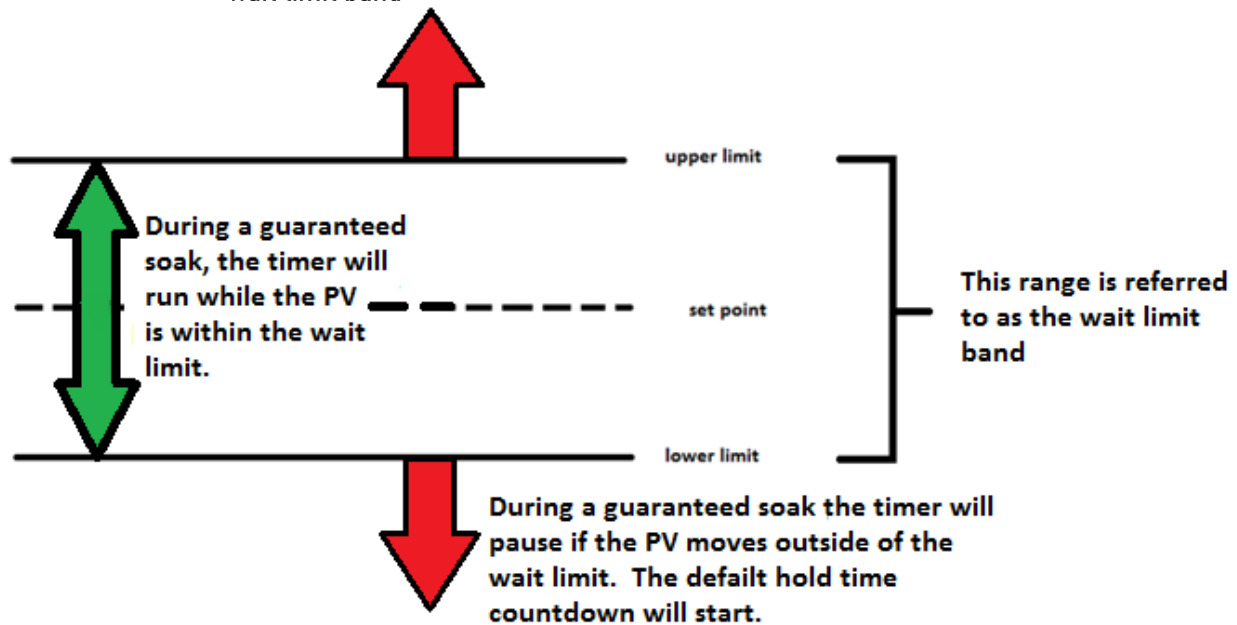 upper limit
During a guaranteed
soak, the timer will
run while the PV
is within the wait
limit.
set point
This range is referred
to as the wait limit
band
lower limit
During a guaranteed soak the timer will
pause if the PV moves outside of the
wait limit.  The defailt hold time
countdown will start.